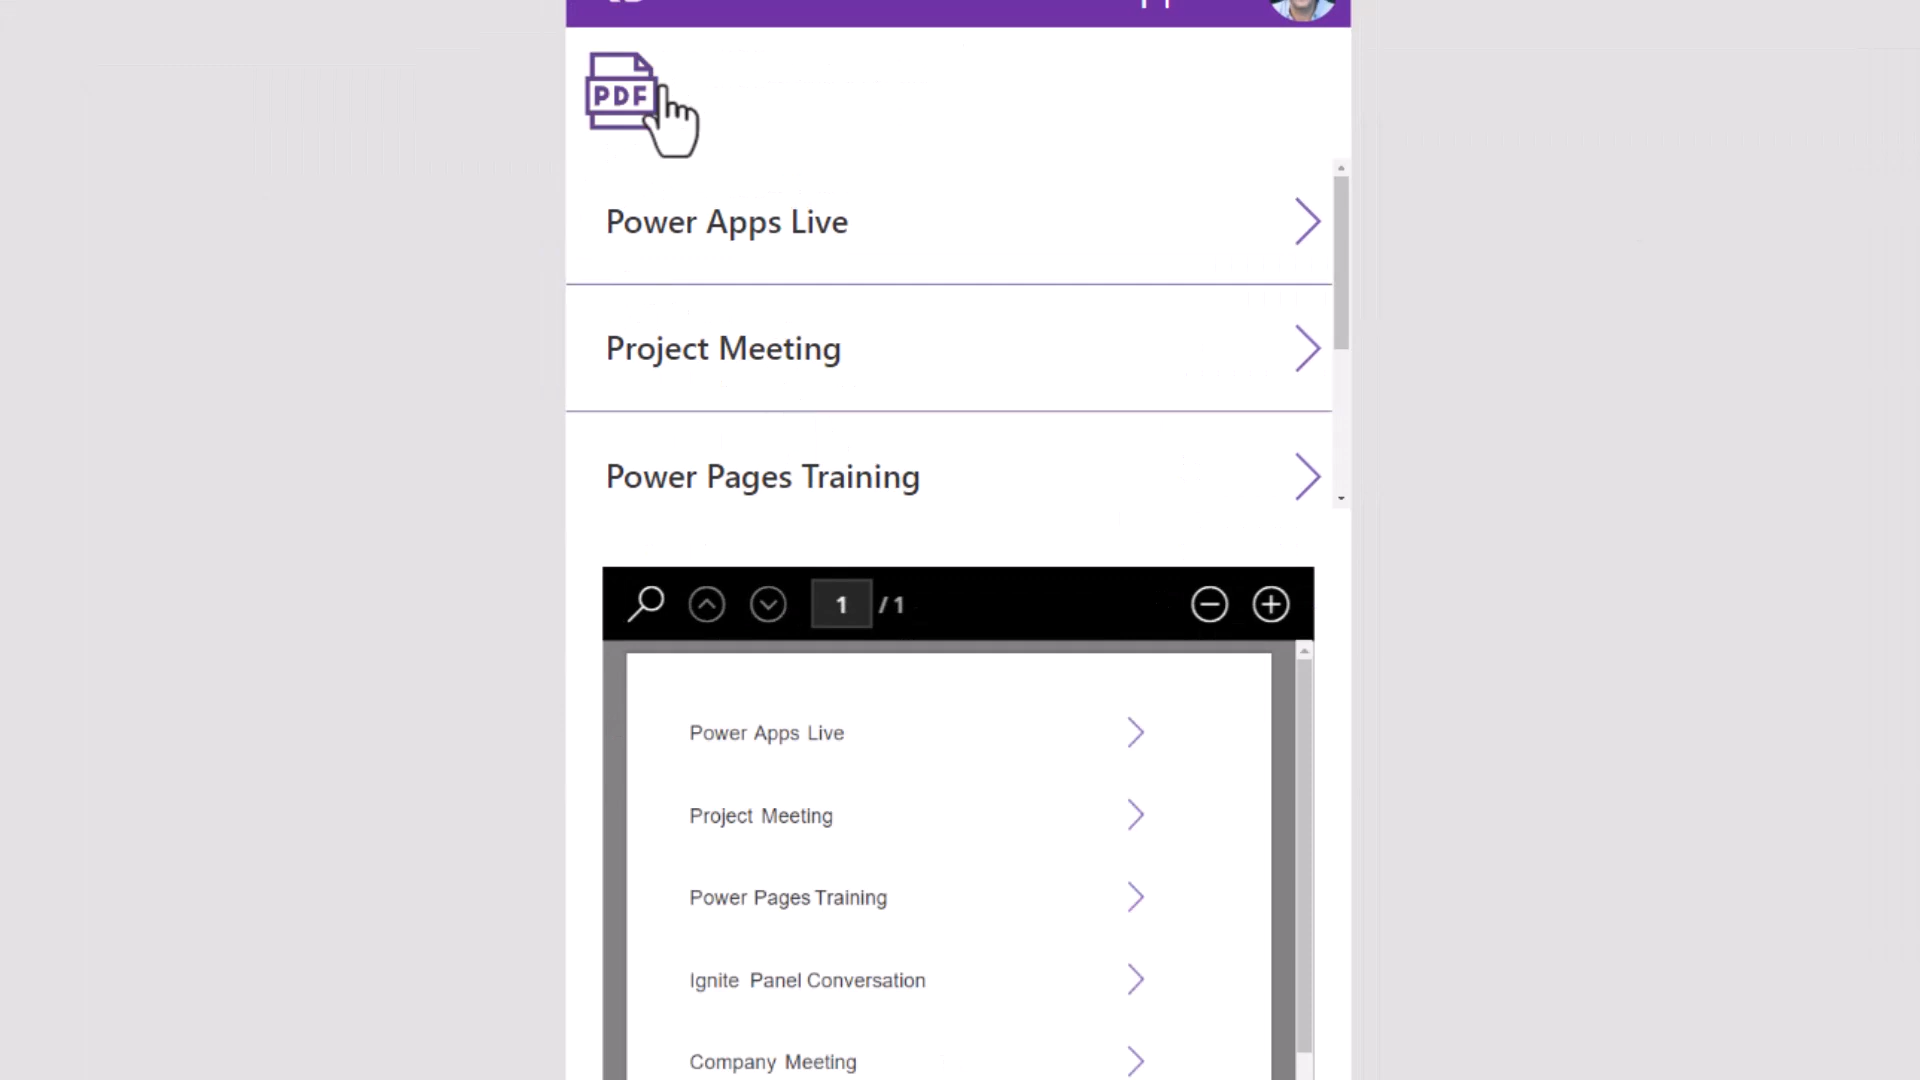 PDF
Power Apps Live
Project Meeting
Power Pages Training
1 / 1
Power Apps Live
Project Meeting
Power Pages Training
Ignite Panel Conversation
Company Meeting